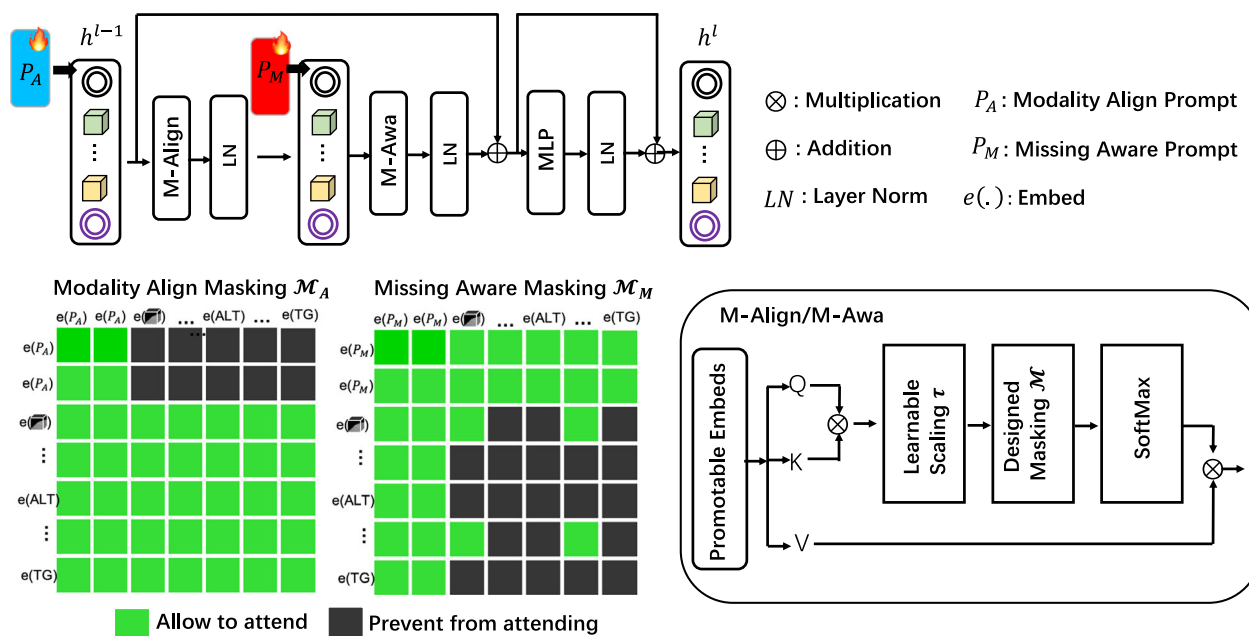 h^{l-1}
h^l
P_A
P_M
M-Align
LN
M-Awa
LN
MLP
LN
...
...
...
⊗ : Multiplication
P_A : Modality Align Prompt
⊕ : Addition
P_M : Missing Aware Prompt
LN : Layer Norm
e(.) : Embed
Modality Align Masking ℳ_A
e(P_A) e(P_A) e( ) ... e(ALT) ... e(TG)
...
e(P_A)
e(P_A)
e( )
...
e(ALT)
...
e(TG)
Missing Aware Masking ℳ_M
e(P_M) e(P_M) e( ) ... e(ALT) ... e(TG)
e(P_M)
e(P_M)
e( )
...
e(ALT)
...
e(TG)
Allow to attend
Prevent from attending
M-Align/M-Awa
Promotable Embeds
Q
K
V
Learnable
Scaling τ
Designed
Masking ℳ
SoftMax